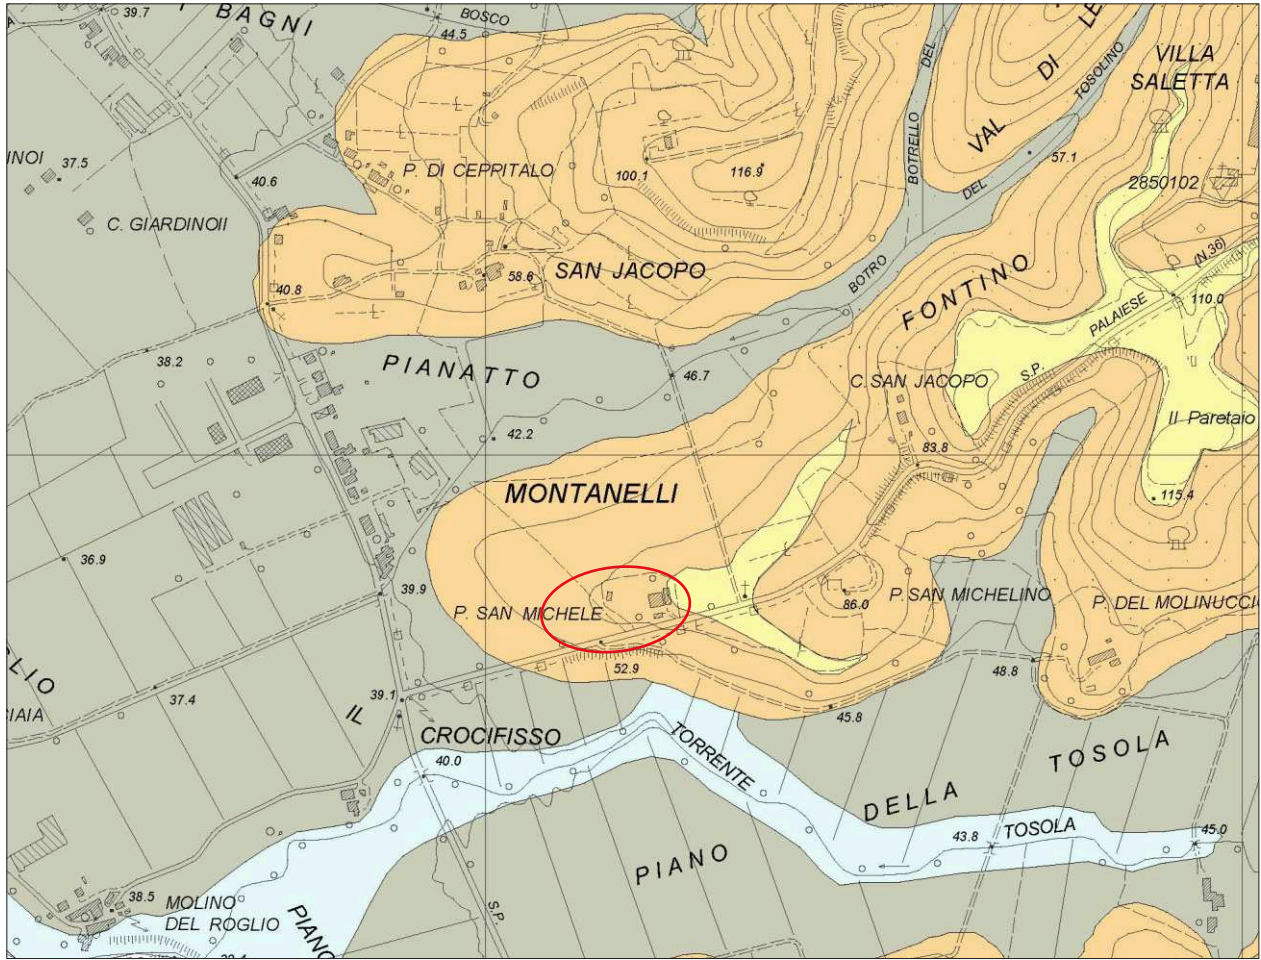 39.7
I BAGNI
BOSCO
44.5
DEL
LE
DI
VAL
TOSOLINO
VILLA
SALETTA
INOI
37.5
40.6
P. DI CEPPITALO
100.1
116.9
BOTRELLO
DEL
57.1
2850102
C. GIARDINOII
58.6
SAN JACOPO
BOTRO
FONTINO
(N.36)
40.8
PALAIESE
110.0
38.2
PIANATTO
46.7
C. SAN JACOPO
S.P.
42.2
Il Paretaio
83.8
MONTANELLI
115.4
36.9
39.9
P. SAN MICHELE
86.0
P. SAN MICHELINO
P. DEL MOLINUCCI
OLIO
CIAIA
37.4
39.1
52.9
48.8
45.8
IL
CROCIFISSO
TORRENTE
TOSOLA
40.0
DELLA
43.8
TOSOLA
45.0
PIANO
38.5
MOLINO
DEL ROGLIO
PIANO
S.P.